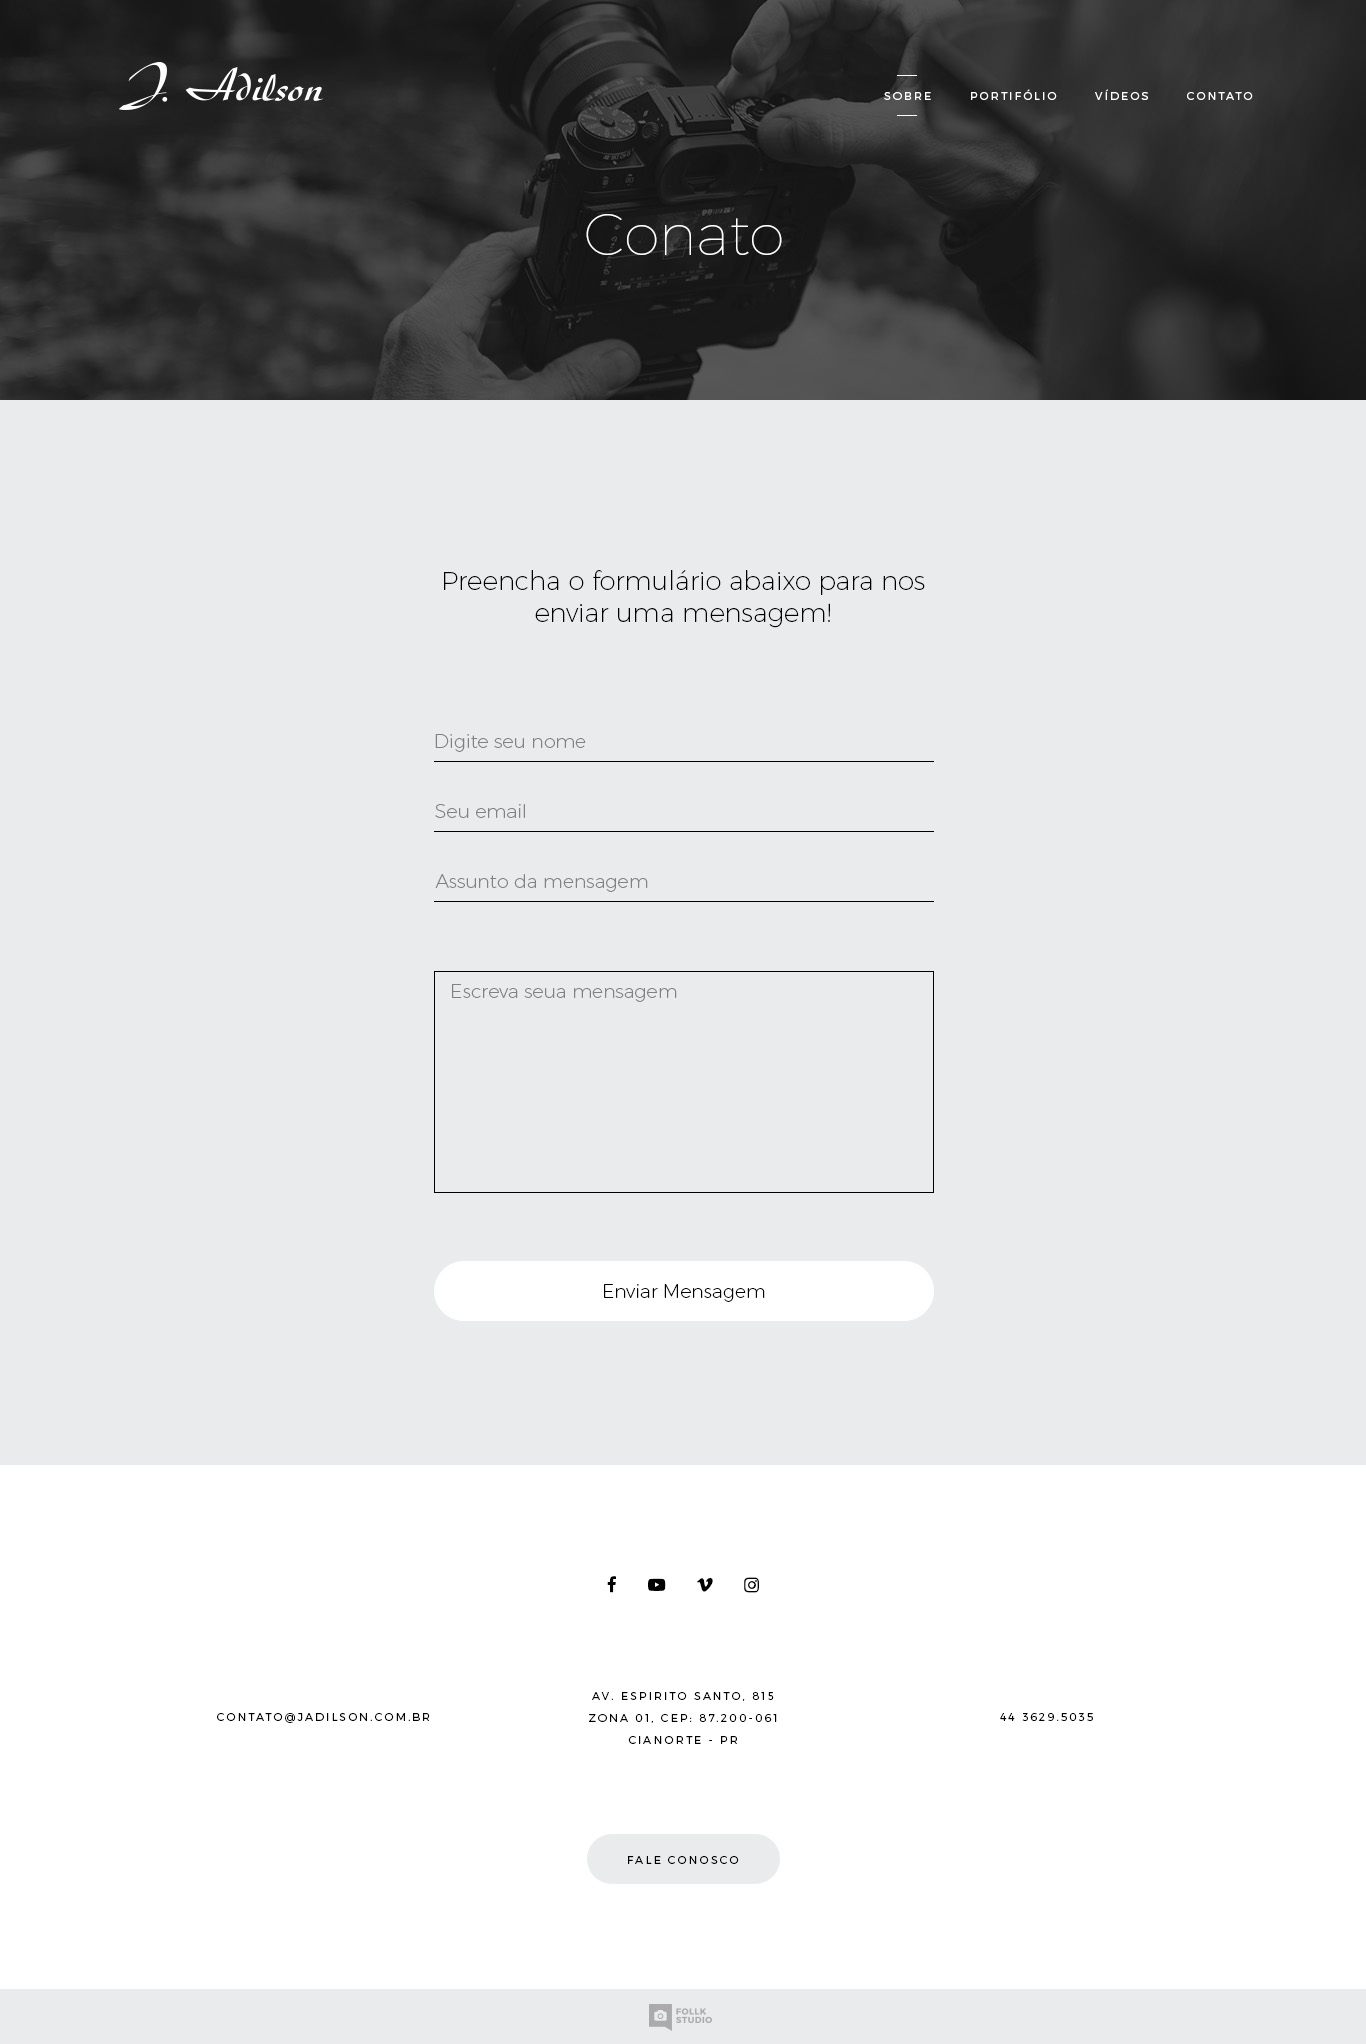 J. Adilson
SOBRE PORTIFÓLIO VÍDEOS CONTATO
Conato
Preencha o formulário abaixo para nos
enviar uma mensagem!
Digite seu nome
Seu email
Assunto da mensagem
Escreva seua mensagem
Enviar Mensagem
CONTATO@JADILSON.COM.BR
AV. ESPIRITO SANTO, 815
ZONA 01, CEP: 87.200-061
CIANORTE - PR
44 3629.5035
FALE CONOSCO
FOLLK
STUDIO